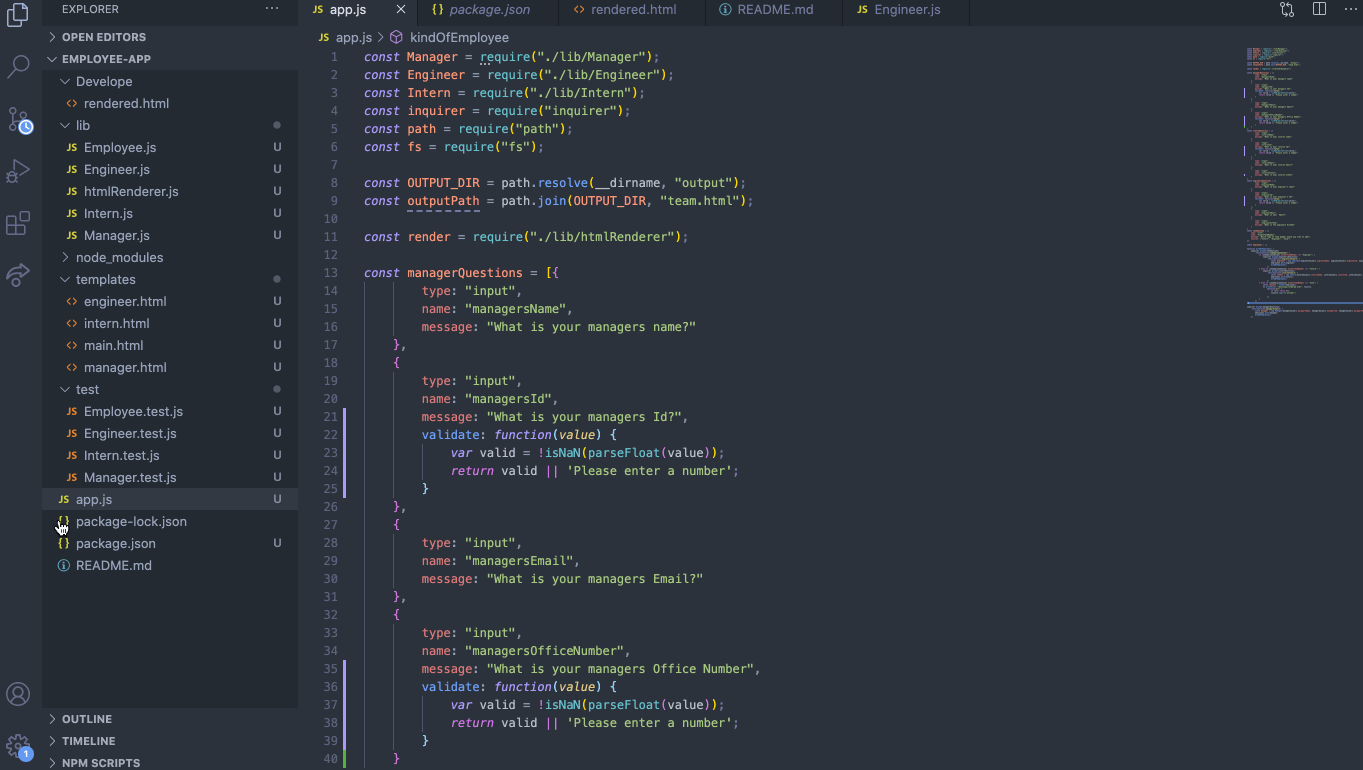 EXPLORER ···
OPEN EDITORS
EMPLOYEE-APP
Develope
<> rendered.html
lib
JS Employee.js U
JS Engineer.js U
JS htmlRenderer.js U
JS Intern.js U
JS Manager.js U
node_modules
templates
<> engineer.html U
<> intern.html U
<> main.html U
<> manager.html U
test
JS Employee.test.js U
JS Engineer.test.js U
JS Intern.test.js U
JS Manager.test.js U
JS app.js U
{} package-lock.json
{} package.json U
README.md
OUTLINE
TIMELINE
NPM SCRIPTS
1
JS app.js × {} package.json <> rendered.html README.md JS Engineer.js ···
JS app.js > kindOfEmployee
1 const Manager = require("./lib/Manager");
2 const Engineer = require("./lib/Engineer");
3 const Intern = require("./lib/Intern");
4 const inquirer = require("inquirer");
5 const path = require("path");
6 const fs = require("fs");
7
8 const OUTPUT_DIR = path.resolve(__dirname, "output");
9 const outputPath = path.join(OUTPUT_DIR, "team.html");
10
11 const render = require("./lib/htmlRenderer");
12
13 const managerQuestions = [{
14 type: "input",
15 name: "managersName",
16 message: "What is your managers name?"
17 },
18 {
19 type: "input",
20 name: "managersId",
21 message: "What is your managers Id?",
22 validate: function(value) {
23 var valid = !isNaN(parseFloat(value));
24 return valid || 'Please enter a number';
25 }
26 },
27 {
28 type: "input",
29 name: "managersEmail",
30 message: "What is your managers Email?"
31 },
32 {
33 type: "input",
34 name: "managersOfficeNumber",
35 message: "What is your managers Office Number",
36 validate: function(value) {
37 var valid = !isNaN(parseFloat(value));
38 return valid || 'Please enter a number';
39 }
40 }